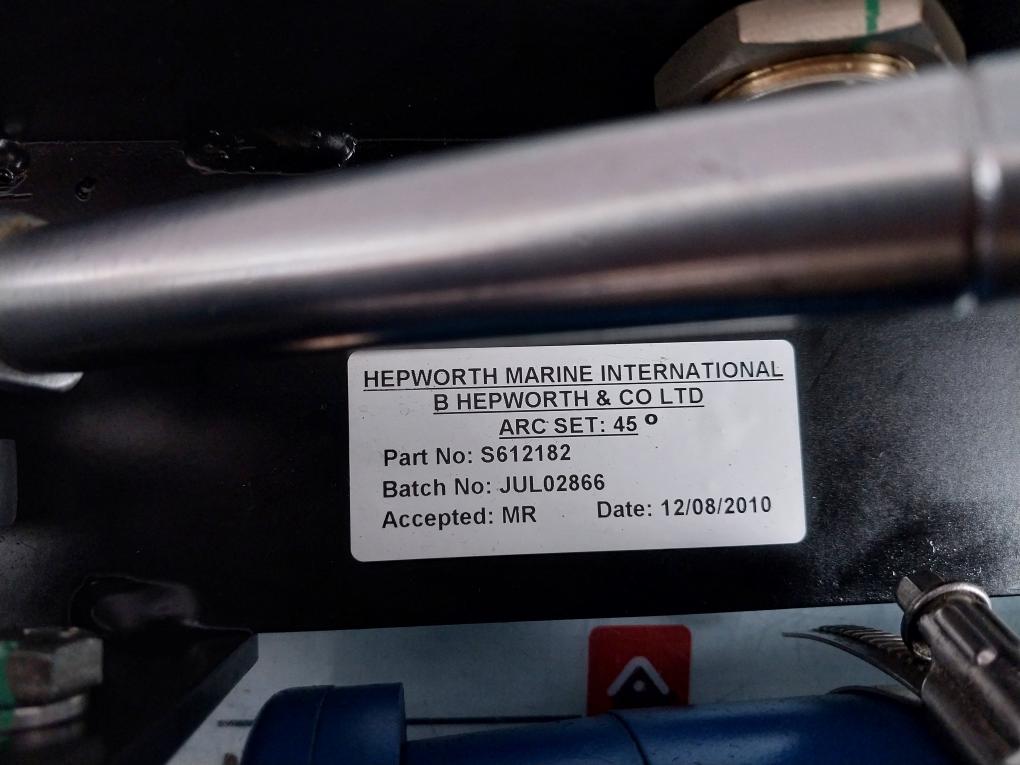 HEPWORTH MARINE INTERNATIONAL
B HEPWORTH & CO LTD
ARC SET: 45 º
Part No: S612182
Batch No: JUL02866
Accepted: MR Date: 12/08/2010